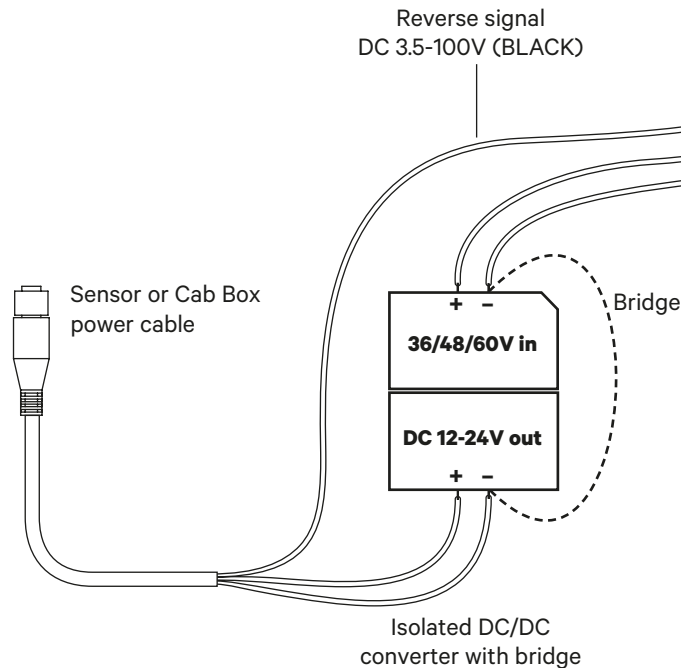 Reverse signal
DC 3.5-100V (BLACK)
Sensor or Cab Box
power cable
+ −
Bridge
36/48/60V in
DC 12-24V out
+ −
Isolated DC/DC
converter with bridge